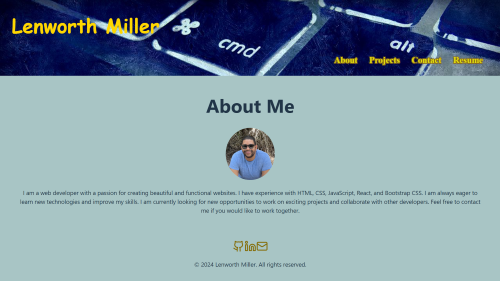 Lenworth Miller
cmd
alt
About Projects Contact Resume
About Me
I am a web developer with a passion for creating beautiful and functional websites. I have experience with HTML, CSS, JavaScript, React, and Bootstrap CSS. I am always eager to
learn new technologies and improve my skills. I am currently looking for new opportunities to work on exciting projects and collaborate with other developers. Feel free to contact
me if you would like to work together.
© 2024 Lenworth Miller. All rights reserved.